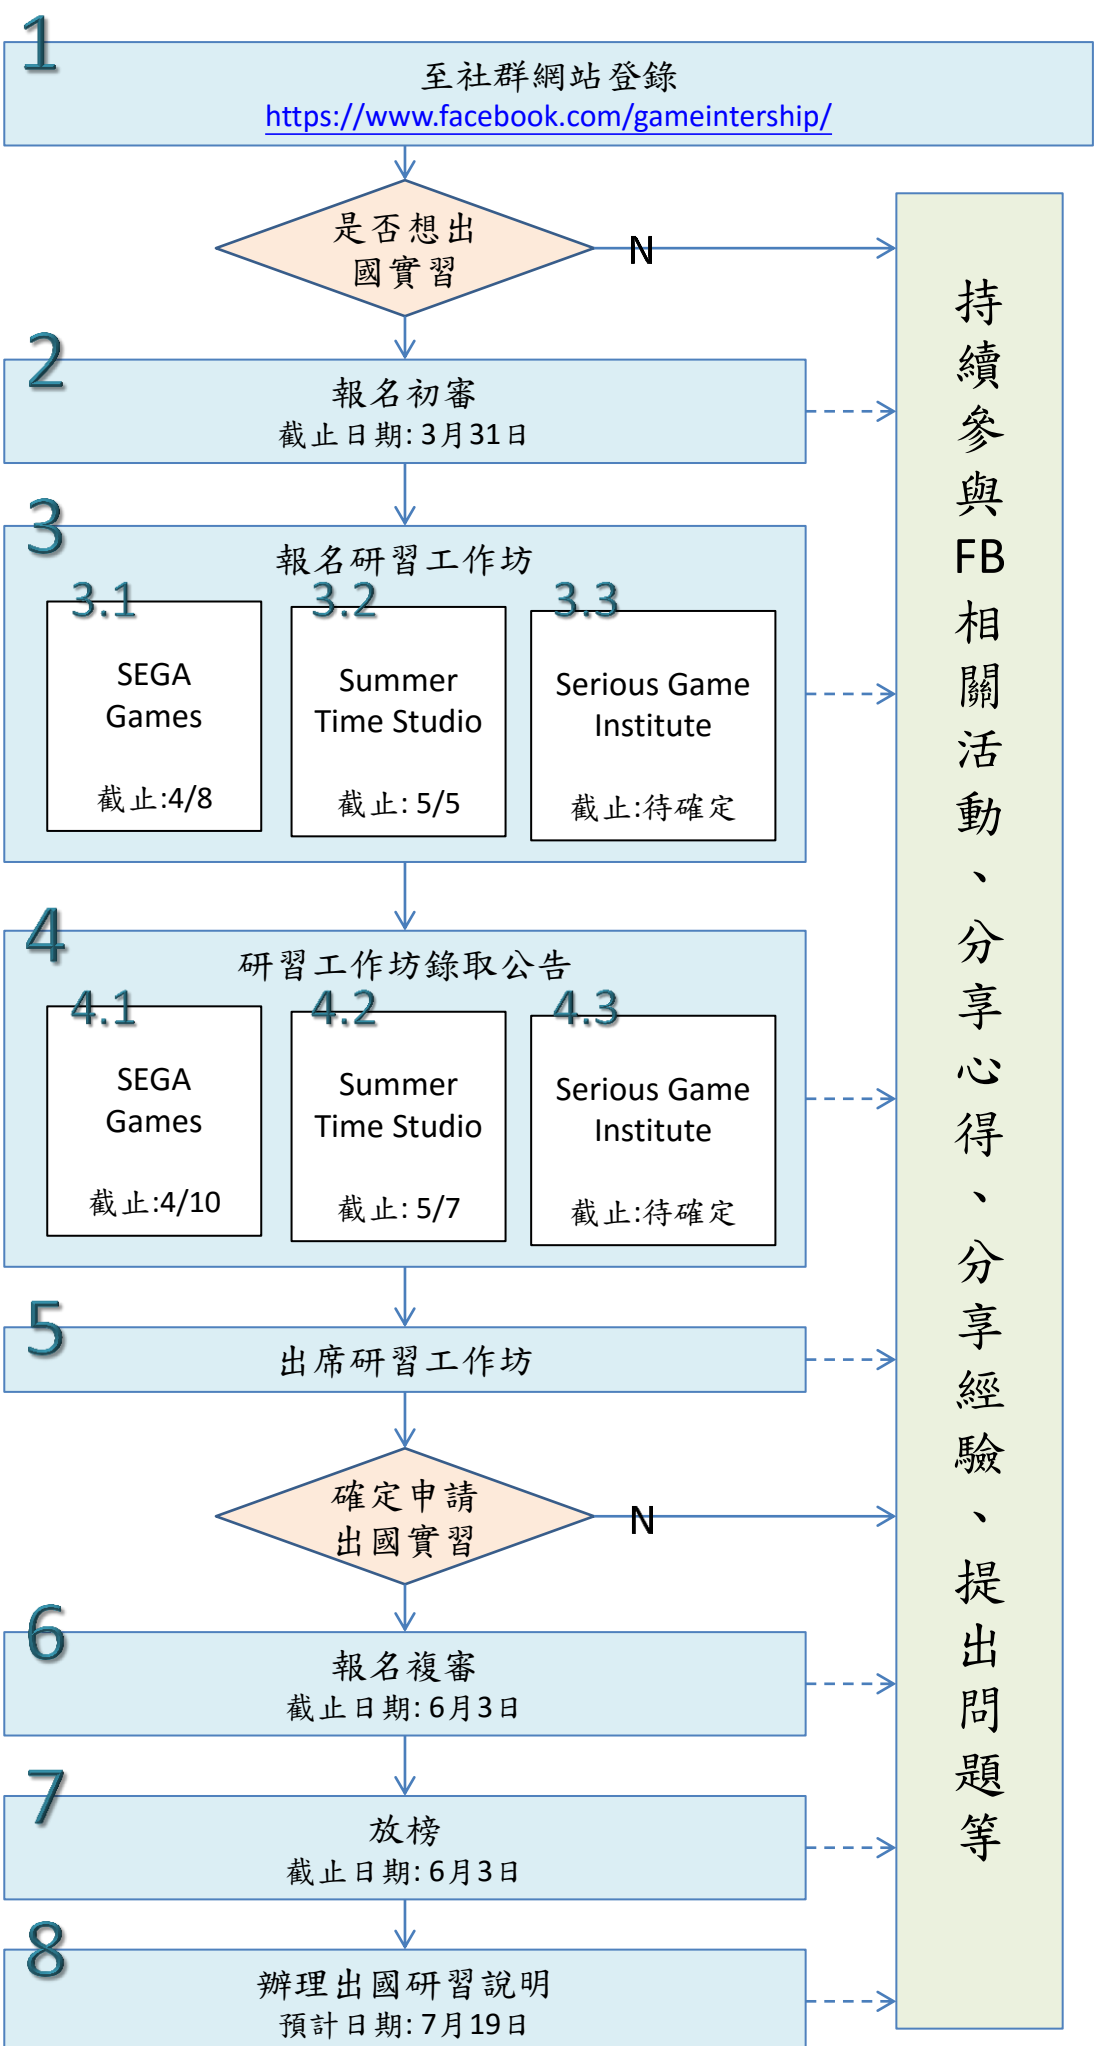 1
至社群網站登錄
https://www.facebook.com/gameintership/
是否想出
國實習
N
2
報名初審
截止日期: 3月31日
3
報名研習工作坊
3.1
SEGA
Games
截止:4/8
3.2
Summer
Time Studio
截止: 5/5
3.3
Serious Game
Institute
截止:待確定
4
研習工作坊錄取公告
4.1
SEGA
Games
截止:4/10
4.2
Summer
Time Studio
截止: 5/7
4.3
Serious Game
Institute
截止:待確定
5
出席研習工作坊
確定申請
出國實習
N
6
報名複審
截止日期: 6月3日
7
放榜
截止日期: 6月3日
8
辦理出國研習說明
預計日期: 7月19日
持續參與FB相關活動、分享心得、分享經驗、提出問題等